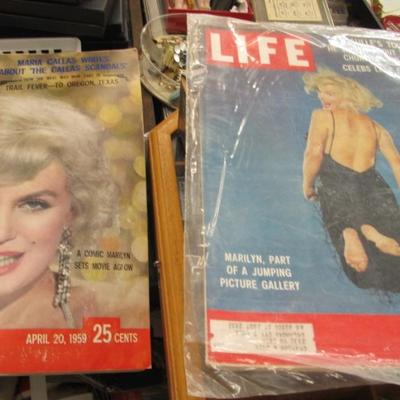 MARIA CALLAS WRITES
ABOUT 'THE CALLAS SCANDALS'
TRAIL FEVER—TO OREGON, TEXAS
A COMIC MARILYN
SETS MOVIE AGLOW
APRIL 20, 1959 25 CENTS
LIFE
CELEBS
MARILYN, PART
OF A JUMPING
PICTURE GALLERY